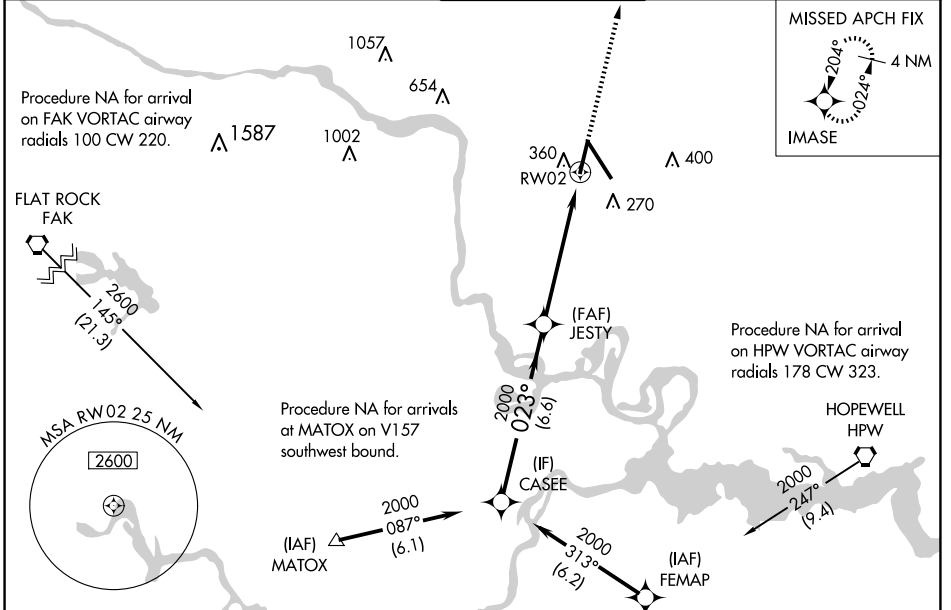 1057
654
1587
1002
360
400
RW02
270
MISSED APCH FIX
204°
024°
4 NM
IMASE
Procedure NA for arrival
on FAK VORTAC airway
radials 100 CW 220.
FLAT ROCK
FAK
2600
145°
(21.3)
(FAF)
JESTY
2000
023°
(6.6)
Procedure NA for arrival
on HPW VORTAC airway
radials 178 CW 323.
HOPEWELL
HPW
2000
247°
(9.4)
MSA RW02 25 NM
2600
Procedure NA for arrivals
at MATOX on V157
southwest bound.
(IF)
CASEE
2000
087°
(6.1)
(IAF)
MATOX
2000
313°
(6.2)
(IAF)
FEMAP